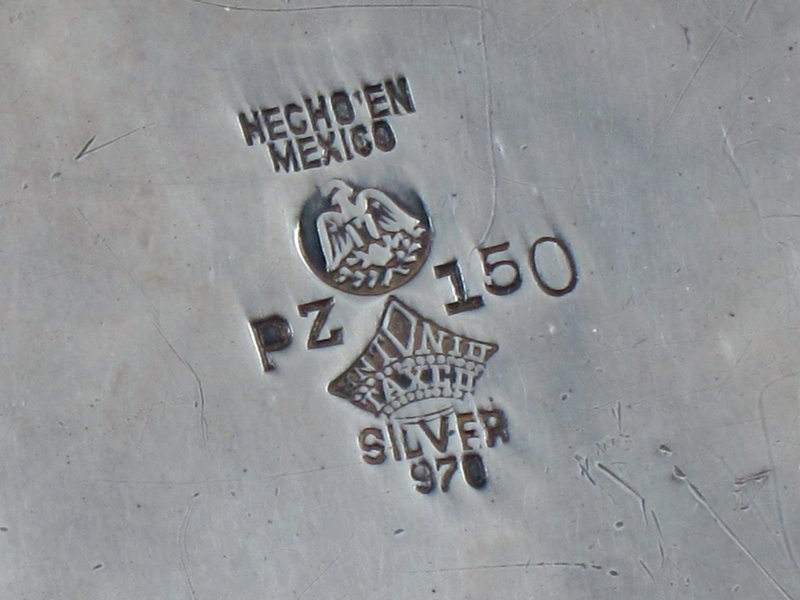 HECHO EN
MEXICO
PZ 150
ANTONIO
TAXCO
SILVER
970